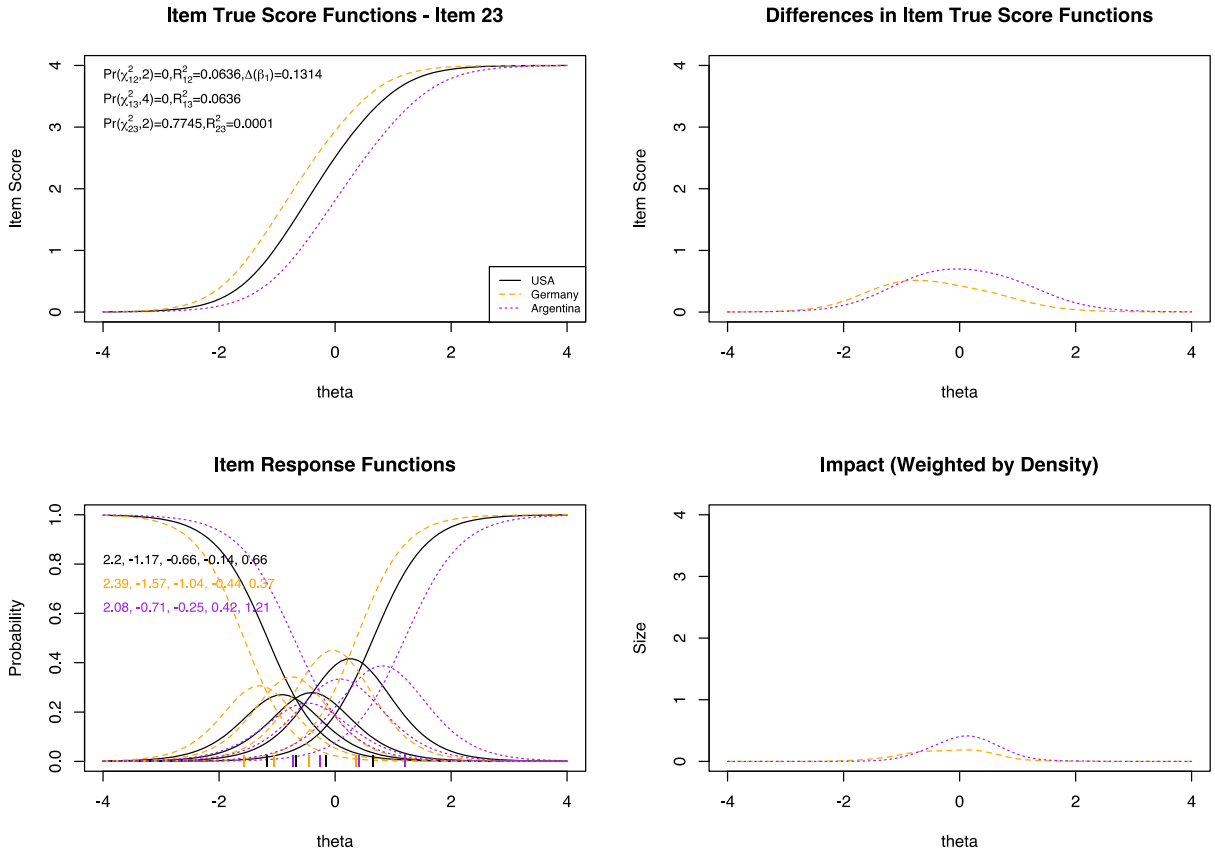 Item True Score Functions - Item 23
Pr(χ²₁₂,2)=0,R²₁₂=0.0636,Δ(β₁)=0.1314
Pr(χ²₁₃,4)=0,R²₁₃=0.0636
Pr(χ²₂₃,2)=0.7745,R²₂₃=0.0001
Item Score
4
3
2
1
0
USA
Germany
Argentina
-4 -2 0 2 4
theta
Differences in Item True Score Functions
Item Score
4
3
2
1
0
-4 -2 0 2 4
theta
Item Response Functions
2.2, -1.17, -0.66, -0.14, 0.66
2.39, -1.57, -1.04, -0.44, 0.37
2.08, -0.71, -0.25, 0.42, 1.21
Probability
1.0
0.8
0.6
0.4
0.2
0.0
-4 -2 0 2 4
theta
Impact (Weighted by Density)
Size
4
3
2
1
0
-4 -2 0 2 4
theta